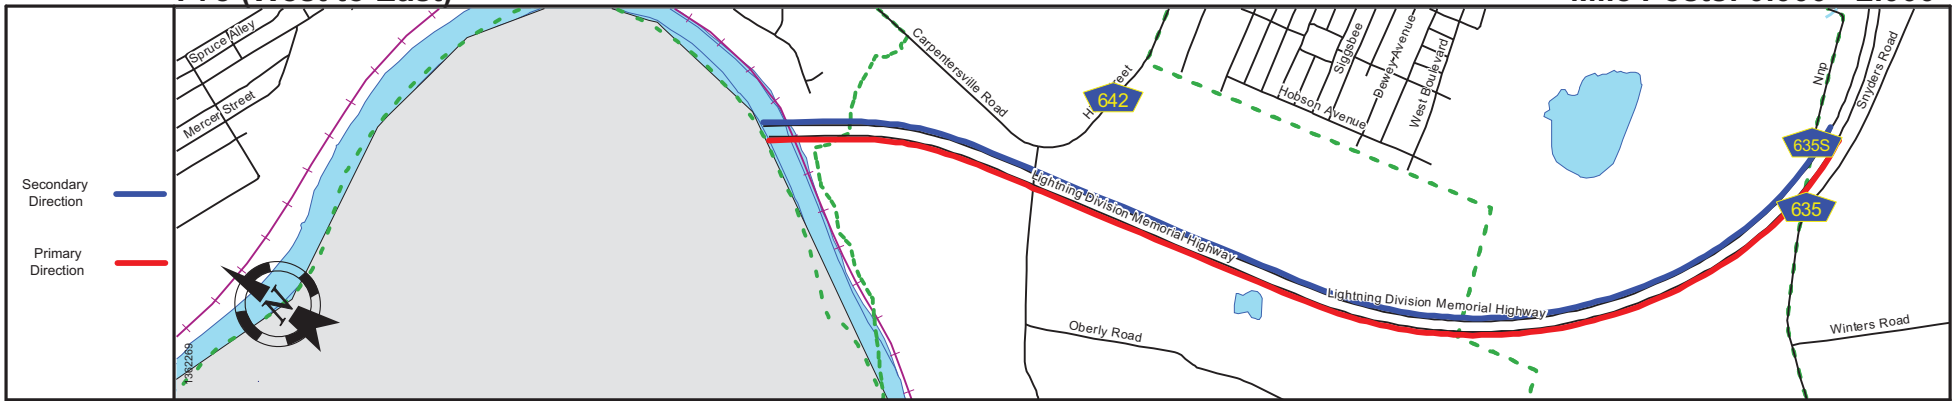 Secondary
Direction
Primary
Direction
Spruce Alley
Mercer Street
Carpentersville Road
642
Siggsbee
Dewey Avenue
West Boulevard
Hobson Avenue
Nnp
Snyders Road
635S
635
Lightning Division Memorial Highway
Lightning Division Memorial Highway
Oberly Road
Winters Road
N